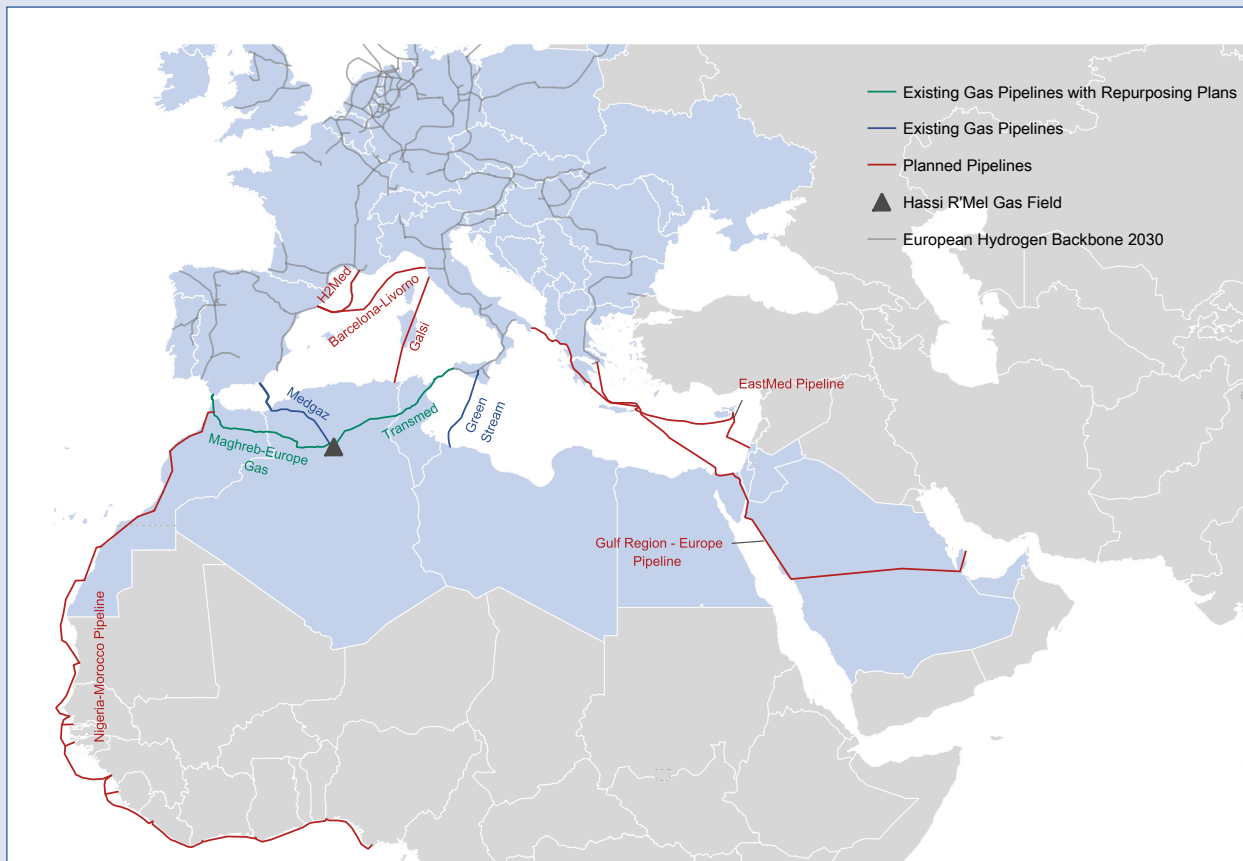 Existing Gas Pipelines with Repurposing Plans
Existing Gas Pipelines
Planned Pipelines
Hassi R'Mel Gas Field
European Hydrogen Backbone 2030
H2Med
Barcelona-Livorno
Galsi
EastMed Pipeline
Medgaz
Transmed
Green
Stream
Maghreb-Europe
Gas
Gulf Region - Europe
Pipeline
Nigeria-Morocco Pipeline